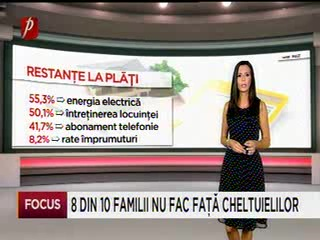 RESTANȚE LA PLĂȚI
55,3% ⇨ energia electrică
50,1% ⇨ întreținerea locuinței
41,7% ⇨ abonament telefonie
8,2% ⇨ rate împrumuturi
FOCUS 8 DIN 10 FAMILII NU FAC FAȚĂ CHELTUIELILOR